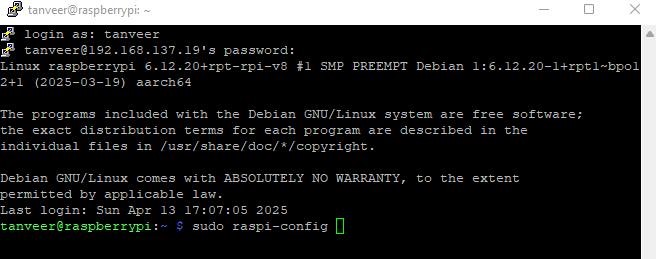 tanveer@raspberrypi: ~
login as: tanveer
tanveer@192.168.137.19's password:
Linux raspberrypi 6.12.20+rpt-rpi-v8 #1 SMP PREEMPT Debian 1:6.12.20-1+rpt1~bpo1
2+1 (2025-03-19) aarch64
The programs included with the Debian GNU/Linux system are free software;
the exact distribution terms for each program are described in the
individual files in /usr/share/doc/*/copyright.
Debian GNU/Linux comes with ABSOLUTELY NO WARRANTY, to the extent
permitted by applicable law.
Last login: Sun Apr 13 17:07:05 2025
tanveer@raspberrypi:~ $ sudo raspi-config